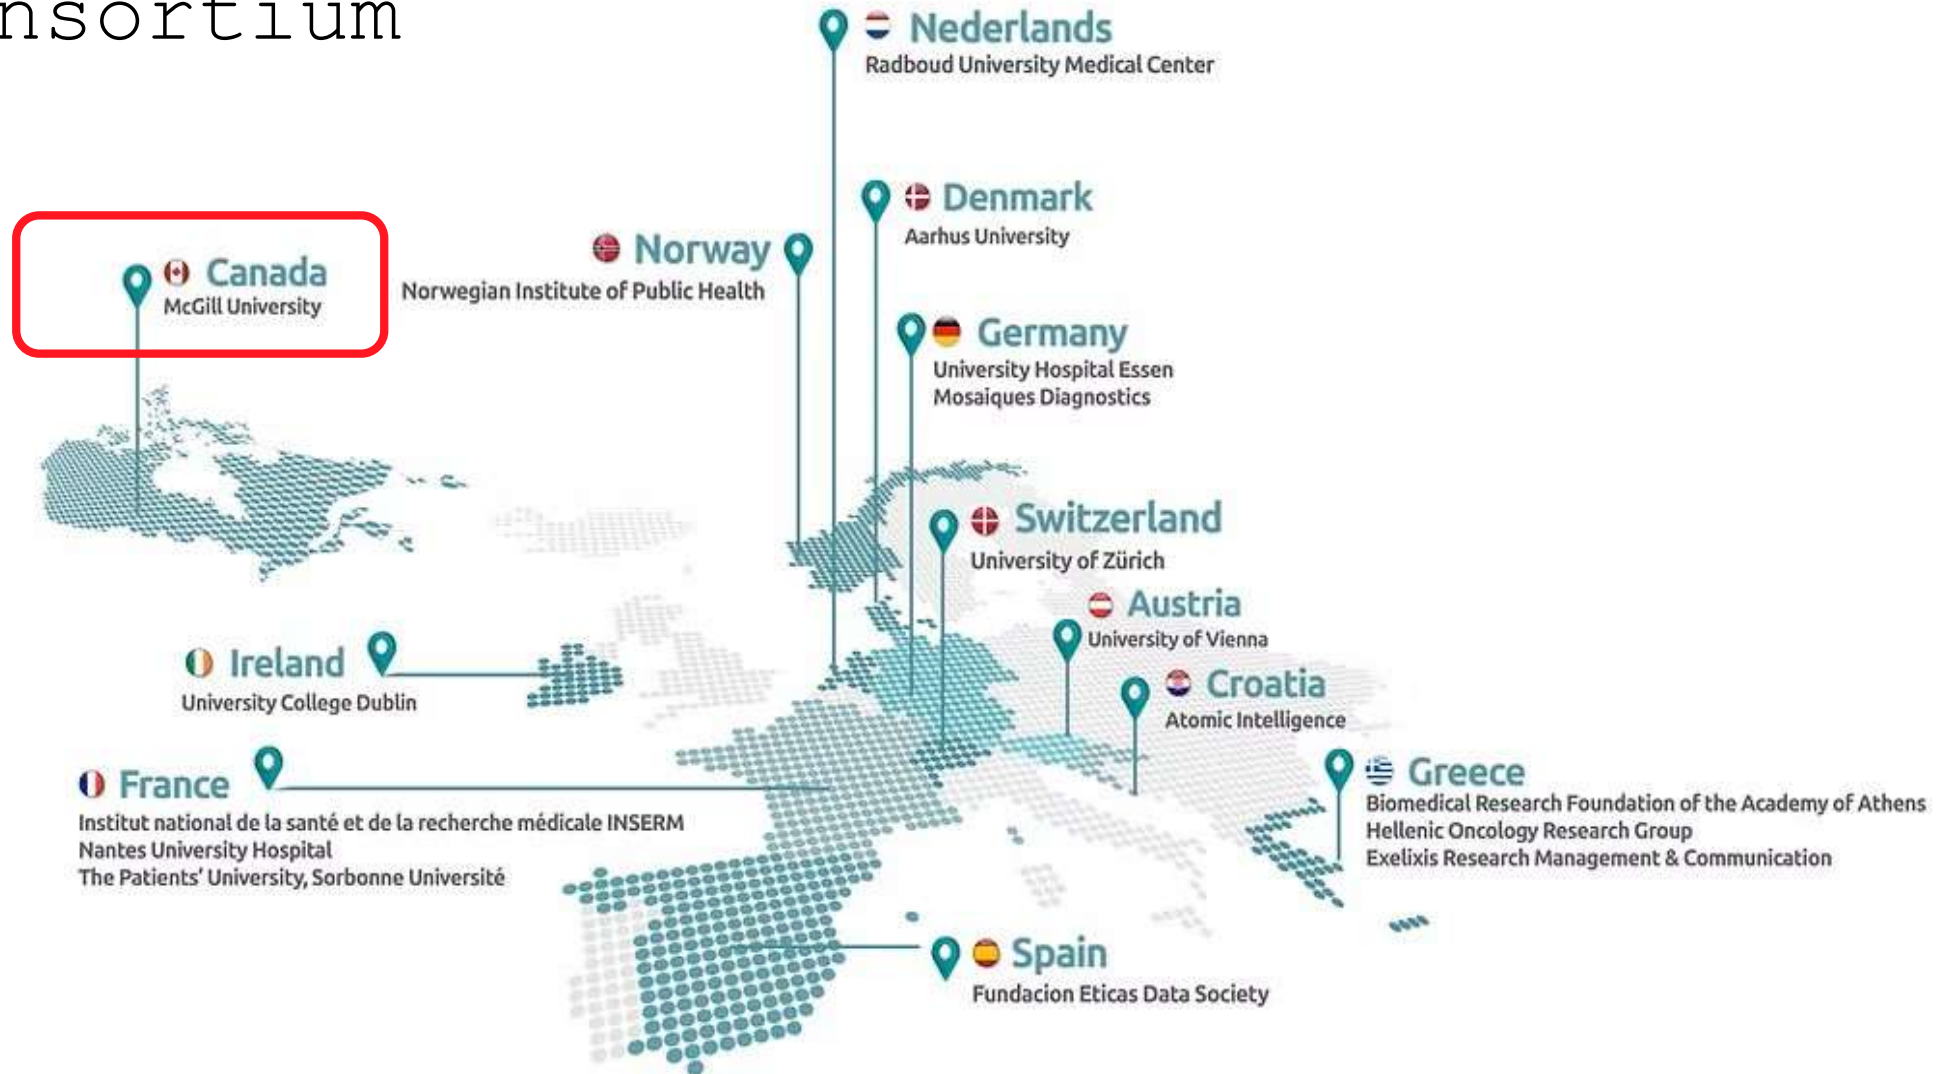 nsortium
Nederlands
Radboud University Medical Center
Denmark
Aarhus University
Norway
Norwegian Institute of Public Health
Canada
McGill University
Germany
University Hospital Essen
Mosaiques Diagnostics
Switzerland
University of Zürich
Austria
University of Vienna
Ireland
University College Dublin
Croatia
Atomic Intelligence
France
Institut national de la santé et de la recherche médicale INSERM
Nantes University Hospital
The Patients' University, Sorbonne Université
Greece
Biomedical Research Foundation of the Academy of Athens
Hellenic Oncology Research Group
Exelixis Research Management & Communication
Spain
Fundacion Eticas Data Society